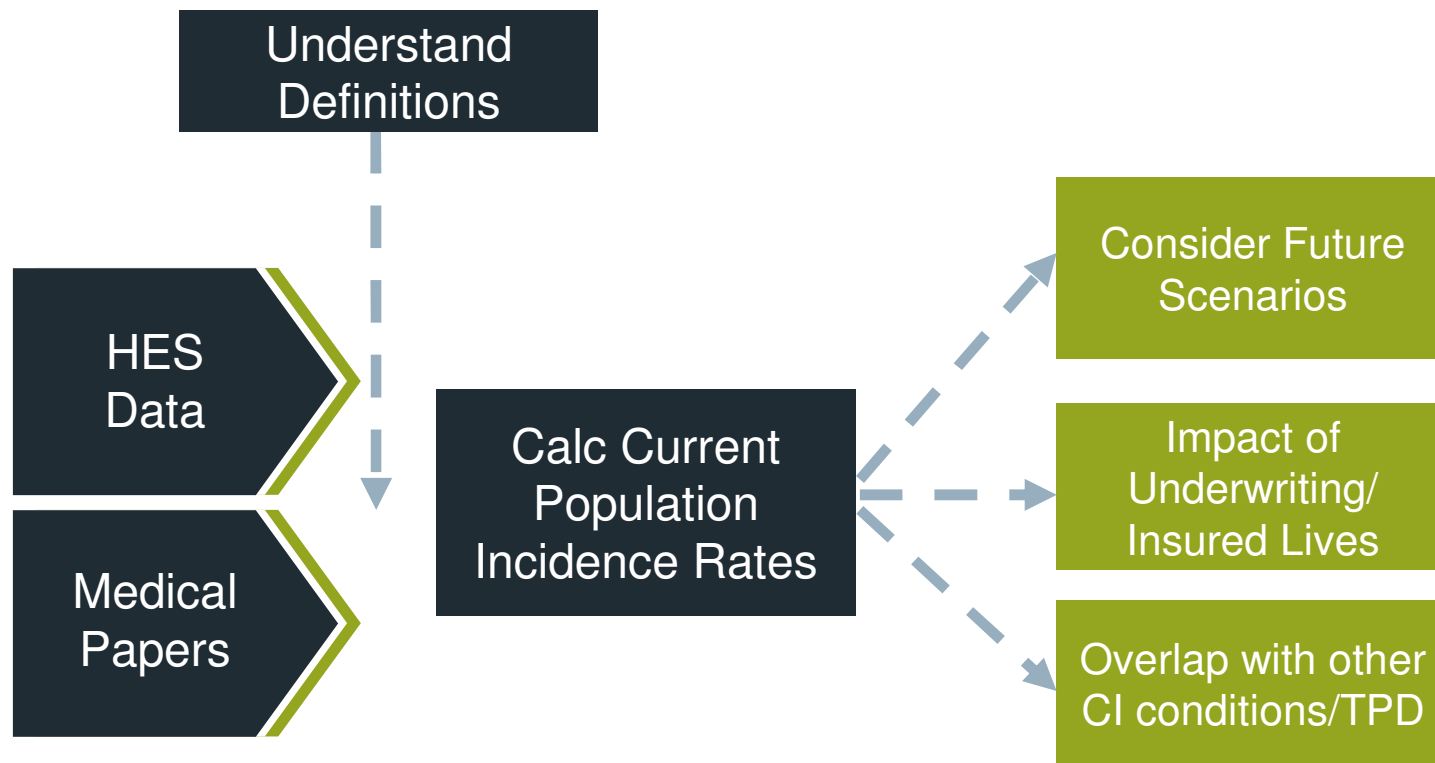 Understand
Definitions
HES
Data
Medical
Papers
Calc Current
Population
Incidence Rates
Consider Future
Scenarios
Impact of
Underwriting/
Insured Lives
Overlap with other
CI conditions/TPD